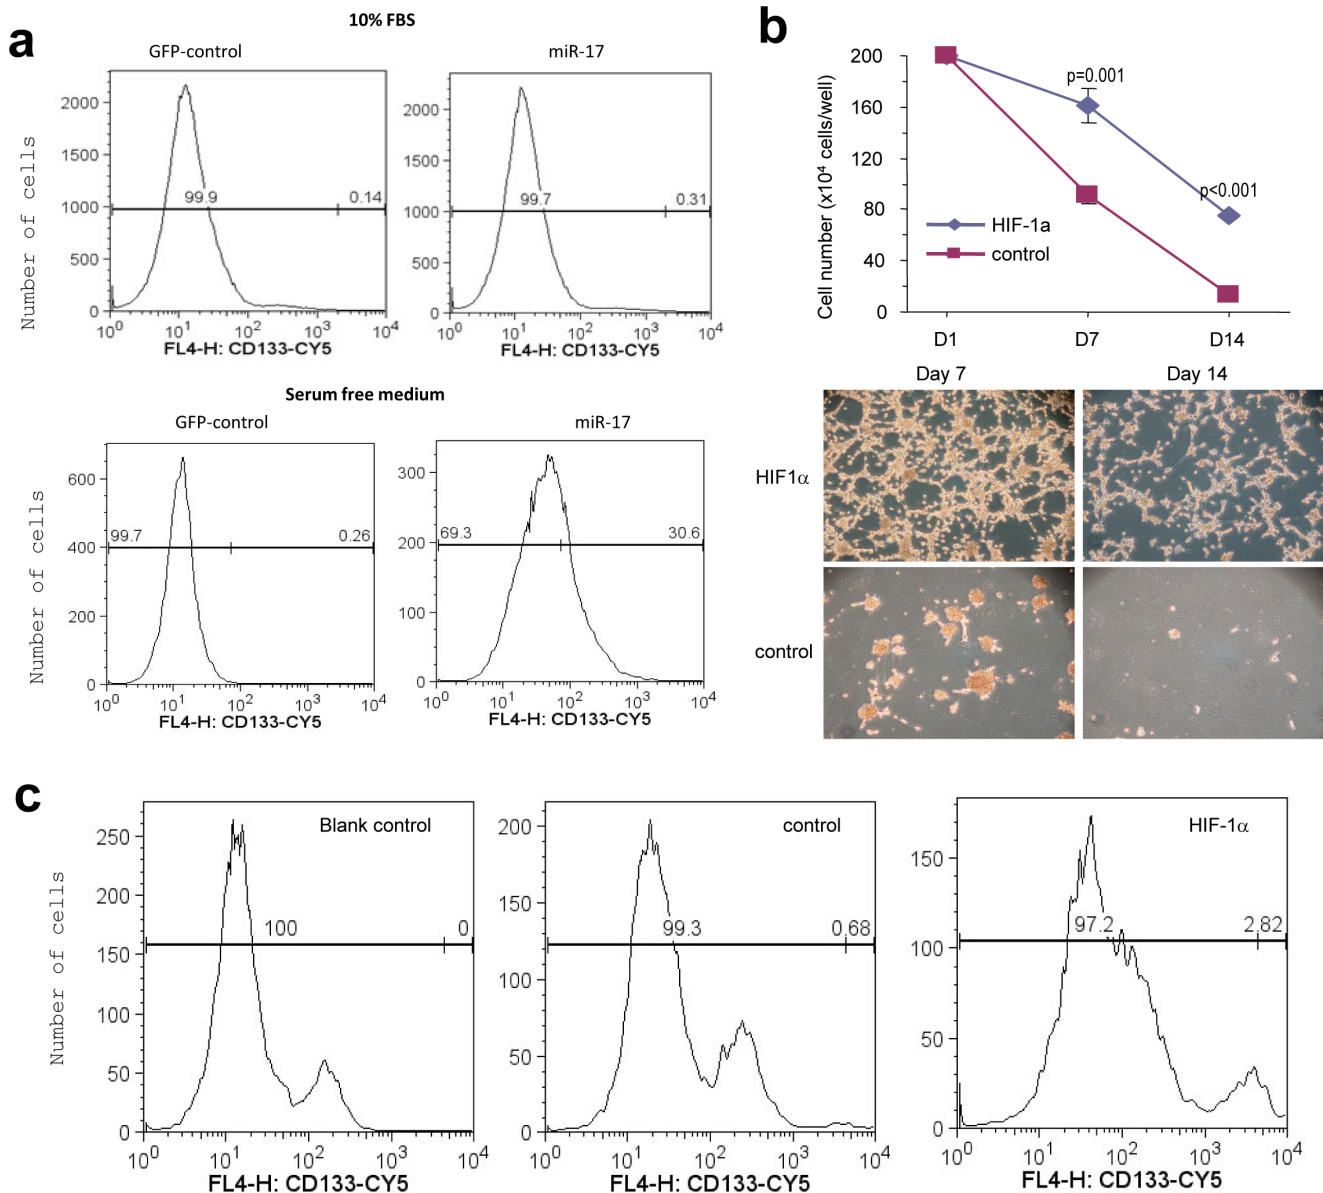 a
10% FBS
GFP-control
miR-17
Number of cells
2000
1500
1000
500
0
99.9
0.14
10^0 10^1 10^2 10^3 10^4
FL4-H: CD133-CY5
2000
1500
1000
500
0
99.7
0.31
10^0 10^1 10^2 10^3 10^4
FL4-H: CD133-CY5
Serum free medium
GFP-control
miR-17
Number of cells
600
400
200
0
99.7
0.26
10^0 10^1 10^2 10^3 10^4
FL4-H: CD133-CY5
300
200
100
0
69.3
30.6
10^0 10^1 10^2 10^3 10^4
FL4-H: CD133-CY5
b
Cell number (x10^4 cells/well)
200
160
120
80
40
0
p=0.001
p<0.001
HIF-1a
control
D1 D7 D14
Day 7 Day 14
HIF1α
control
c
Number of cells
Blank control
250
200
150
100
50
0
100
0
10^0 10^1 10^2 10^3 10^4
FL4-H: CD133-CY5
control
200
150
100
50
0
99.3
0.68
10^0 10^1 10^2 10^3 10^4
FL4-H: CD133-CY5
HIF-1α
150
100
50
0
97.2
2.82
10^0 10^1 10^2 10^3 10^4
FL4-H: CD133-CY5